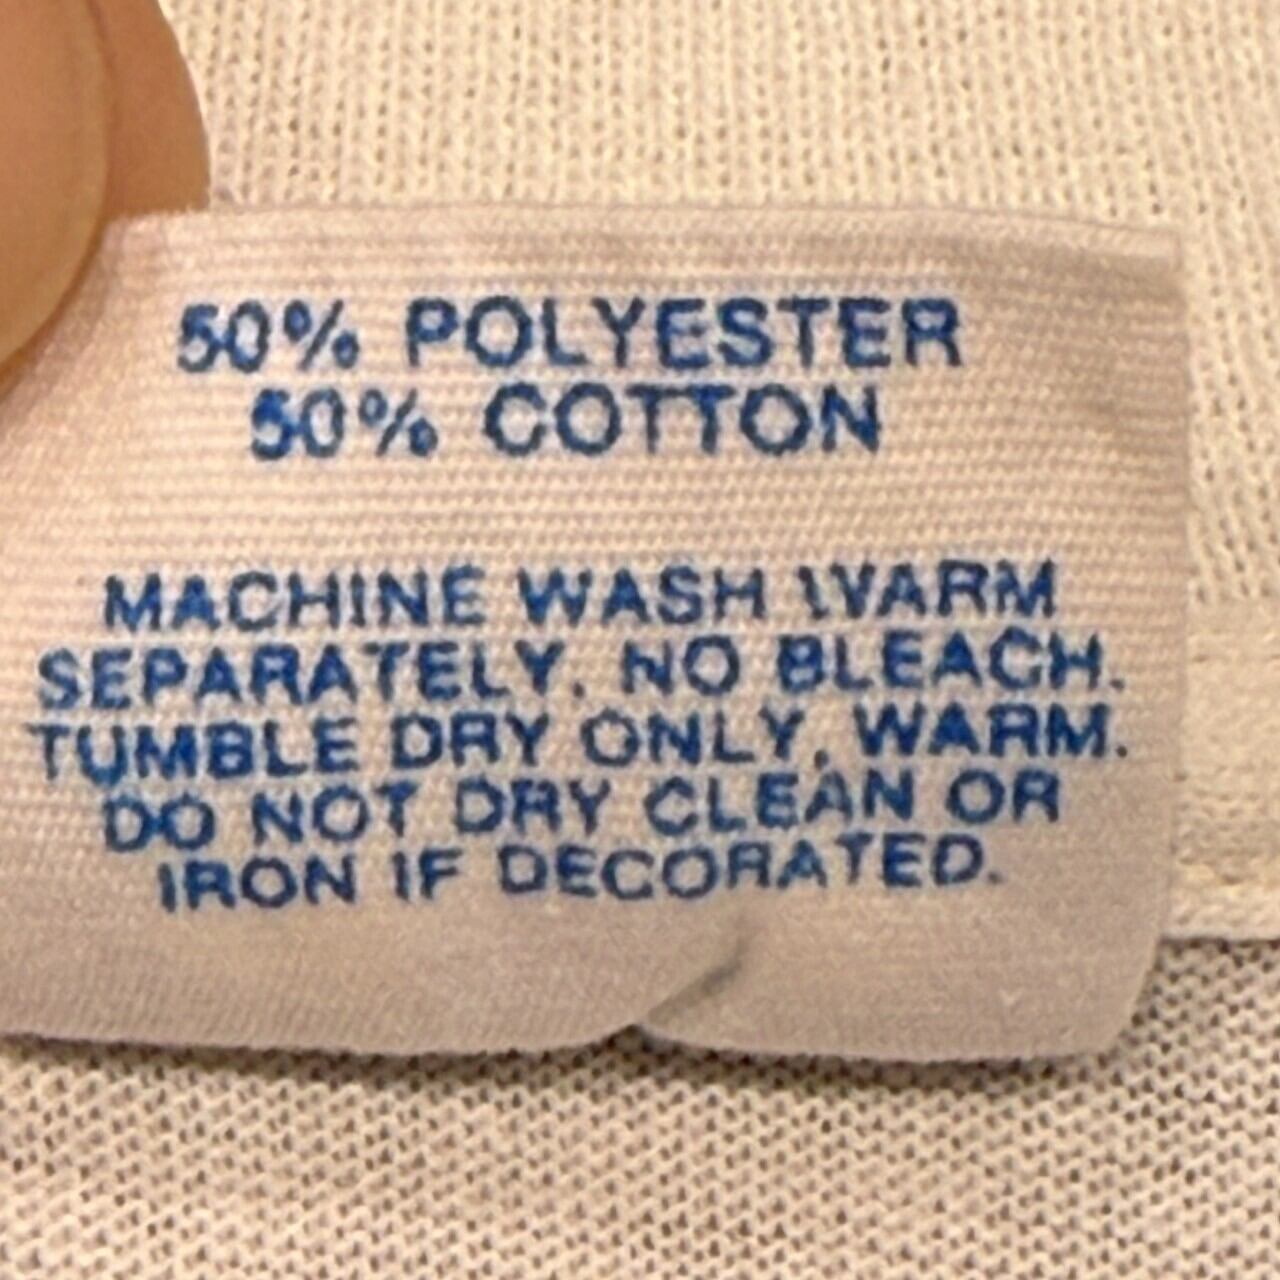 50% POLYESTER
50% COTTON
MACHINE WASH WARM
SEPARATELY. NO BLEACH.
TUMBLE DRY ONLY, WARM.
DO NOT DRY CLEAN OR
IRON IF DECORATED.